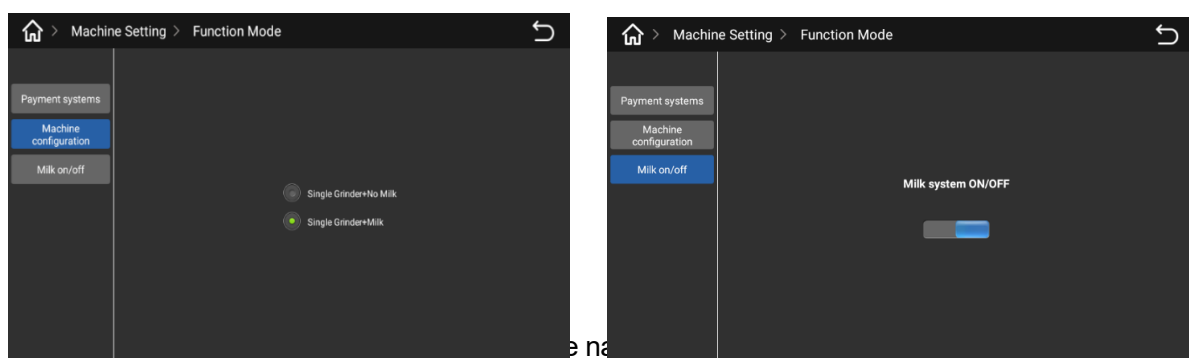 Machine Setting > Function Mode
Payment systems
Machine
configuration
Milk on/off
Single Grinder+No Milk
Single Grinder+Milk
Machine Setting > Function Mode
Payment systems
Machine
configuration
Milk on/off
Milk system ON/OFF